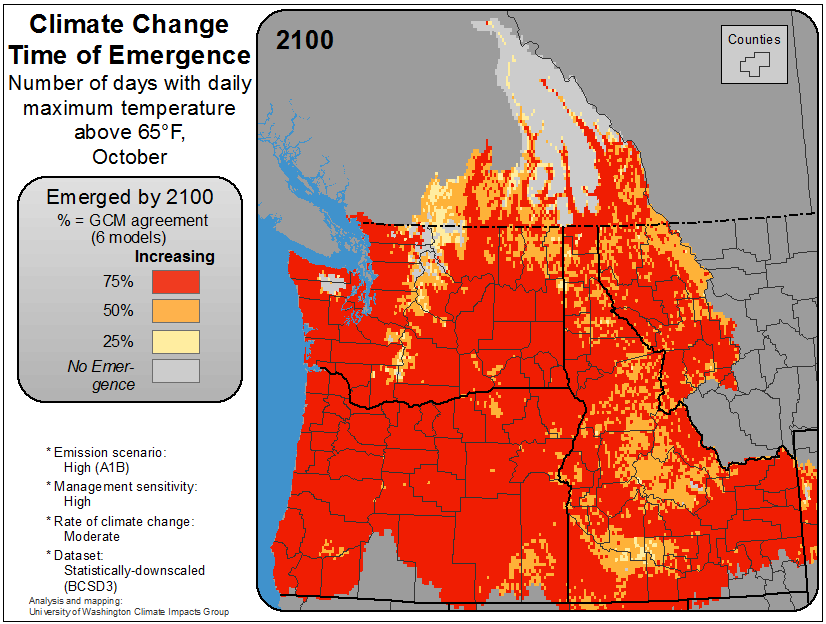 Climate Change
Time of Emergence
Number of days with daily
maximum temperature
above 65°F,
October
Emerged by 2100
% = GCM agreement
(6 models)
Increasing
75%
50%
25%
No Emer-
gence
* Emission scenario:
High (A1B)
* Management sensitivity:
High
* Rate of climate change:
Moderate
* Dataset:
Statistically-downscaled
(BCSD3)
Analysis and mapping:
University of Washington Climate Impacts Group
2100
Counties